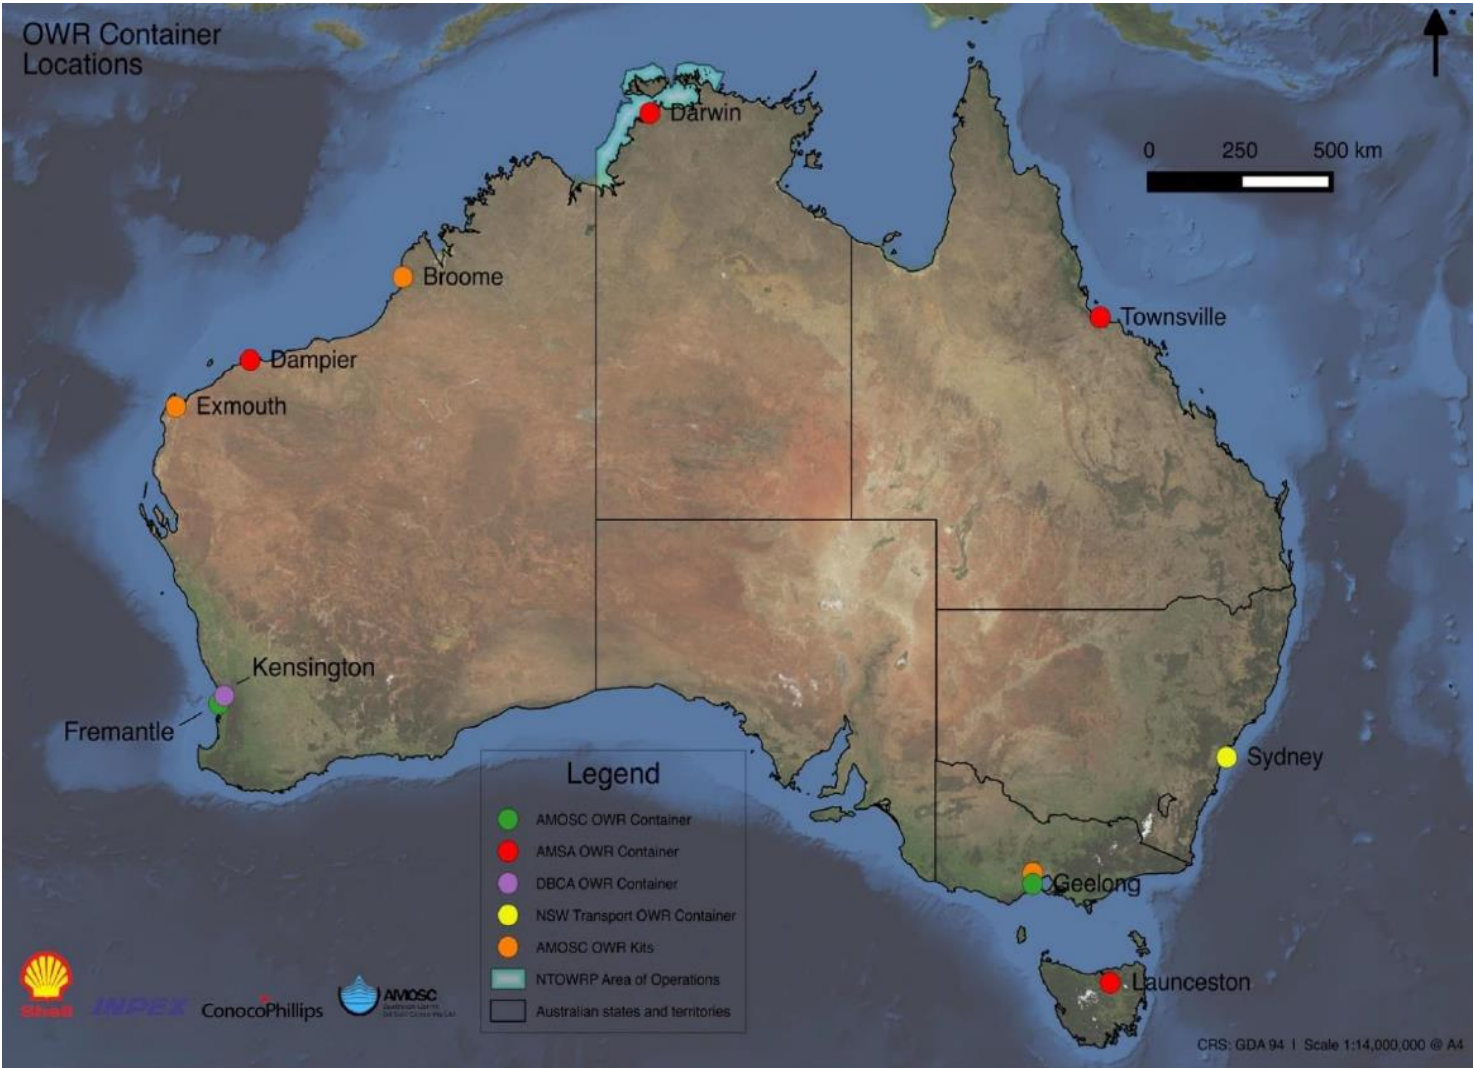 OWR Container
Locations
Darwin
0 250 500 km
Broome
Townsville
Dampier
Exmouth
Kensington
Fremantle
Sydney
Legend
AMOSC OWR Container
AMSA OWR Container
DBCA OWR Container
NSW Transport OWR Container
AMOSC OWR Kits
NTOWRP Area of Operations
Australian states and territories
Geelong
Launceston
Shell
INPEX
ConocoPhillips
AMOSC
CRS: GDA 94 | Scale 1:14,000,000 @ A4